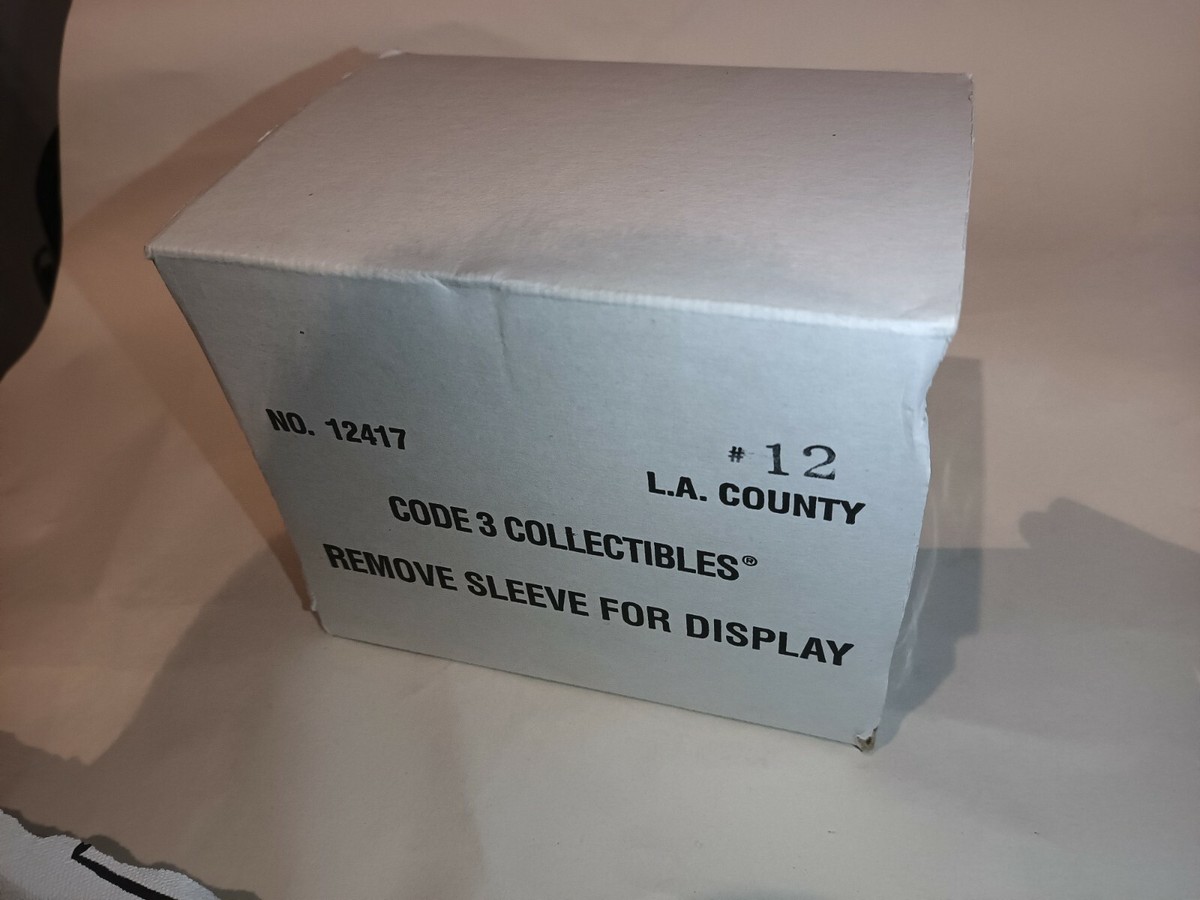 NO. 12417
# 12
L.A. COUNTY
CODE 3 COLLECTIBLES®
REMOVE SLEEVE FOR DISPLAY